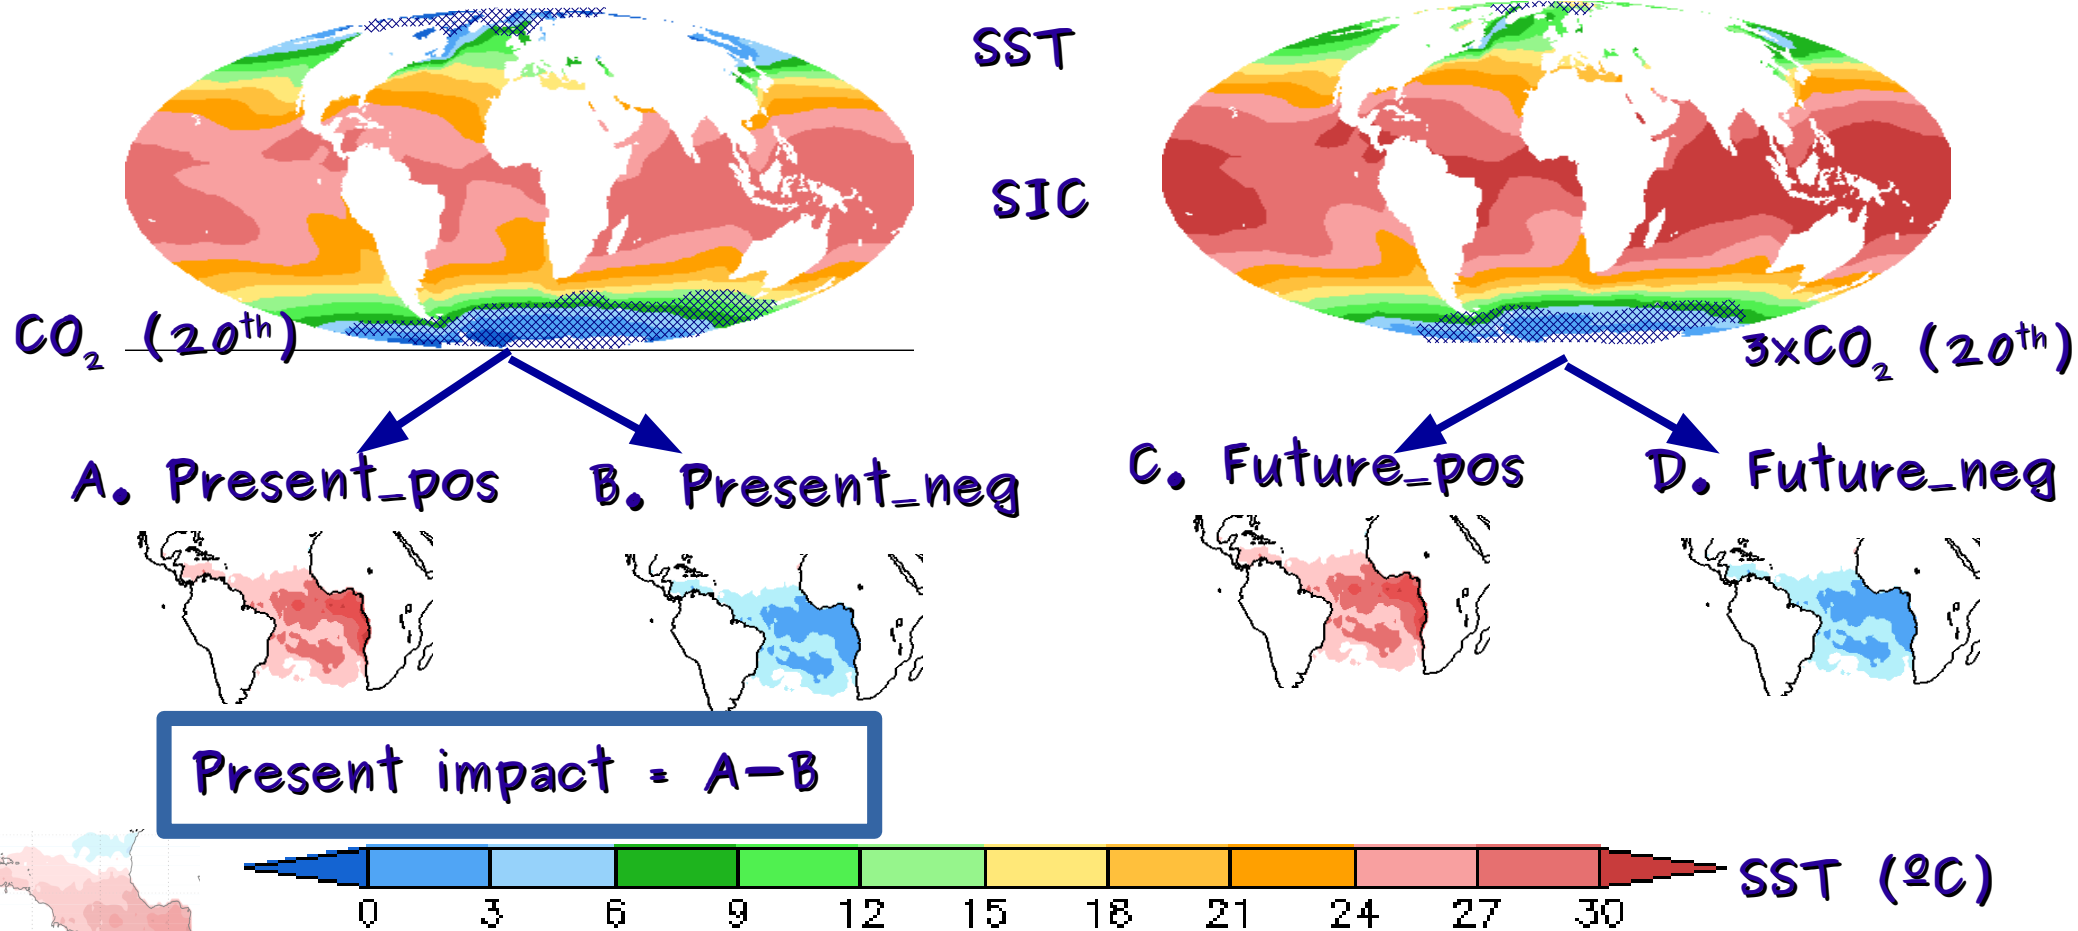 SST
SIC
CO₂ (20ᵗʰ)
3xCO₂ (20ᵗʰ)
A. Present_pos
B. Present_neg
C. Future_pos
D. Future_neg
Present impact = A-B
0 3 6 9 12 15 18 21 24 27 30
SST (ºC)